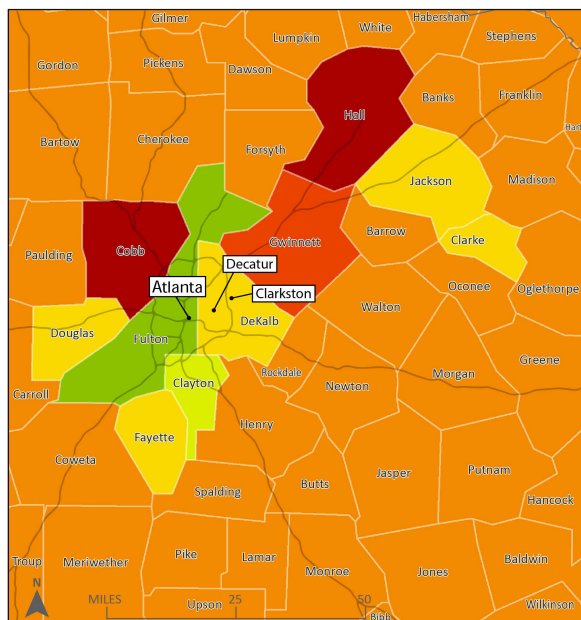 Gilmer
Habersham
White
Lumpkin
Stephens
Gordon
Pickens
Dawson
Banks
Franklin
Hall
Bartow
Cherokee
Forsyth
Jackson
Madison
Paulding
Cobb
Gwinnett
Barrow
Clarke
Decatur
Atlanta
Clarkston
Oconee
Oglethorpe
Walton
Douglas
Fulton
DeKalb
Greene
Rockdale
Morgan
Clayton
Newton
Carroll
Henry
Fayette
Coweta
Jasper
Putnam
Spalding
Butts
Hancock
Pike
Lamar
Troup
Meriwether
Monroe
Jones
Baldwin
N
MILES 25 50
Upson
Wilkinson
Bibb